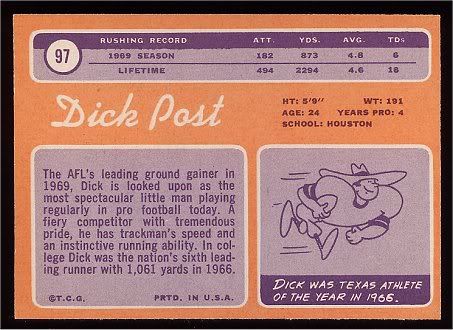 97
RUSHING RECORD ATT. YDS. AVG. TDs
1969 SEASON 182 873 4.8 6
LIFETIME 494 2294 4.6 16
Dick Post
HT: 5'9" WT: 191
AGE: 24 YEARS PRO: 4
SCHOOL: HOUSTON
The AFL's leading ground gainer in
1969, Dick is looked upon as the
most spectacular little man playing
regularly in pro football today. A
fiery competitor with tremendous
pride, he has trackman's speed and
an instinctive running ability. In col-
lege Dick was the nation's sixth lead-
ing runner with 1,061 yards in 1966.
©T.C.G. PRTD. IN U.S.A.
DICK WAS TEXAS ATHLETE
OF THE YEAR IN 1966.